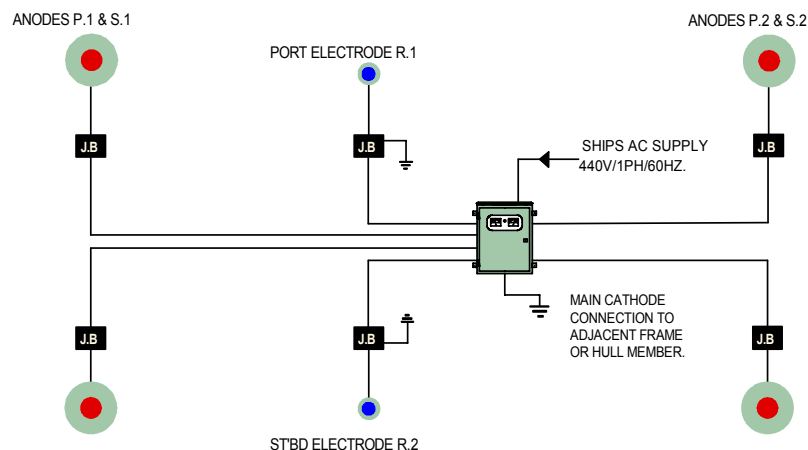 ANODES P.1 & S.1
ANODES P.2 & S.2
PORT ELECTRODE R.1
J.B
J.B
J.B
SHIPS AC SUPPLY
440V/1PH/60HZ.
MAIN CATHODE
CONNECTION TO
ADJACENT FRAME
OR HULL MEMBER.
J.B
J.B
J.B
ST'BD ELECTRODE R.2